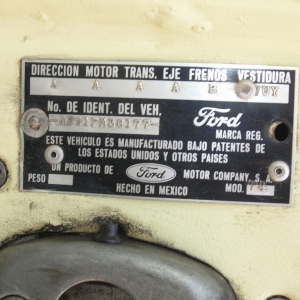 DIRECCION MOTOR TRANS. EJE FRENOS VESTIDURA
A A A A
No. DE IDENT. DEL VEH. Ford
MARCA REG.
ESTE VEHICULO ES MANUFACTURADO BAJO PATENTES DE
LOS ESTADOS UNIDOS Y OTROS PAISES
UN PRODUCTO DE Ford MOTOR COMPANY, S. A.
PESO MOD.
HECHO EN MEXICO